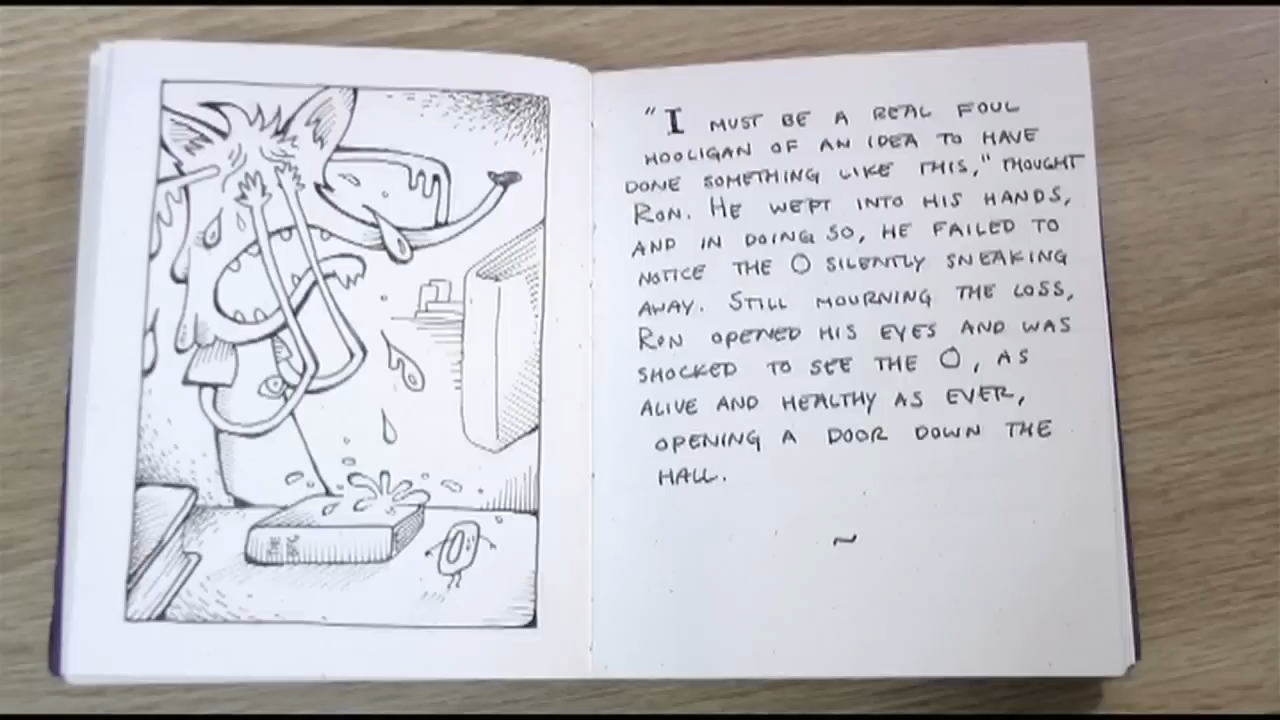 THE
BFG
"I MUST BE A REAL FOUL
HOOLIGAN OF AN IDEA TO HAVE
DONE SOMETHING LIKE THIS," THOUGHT
RON. HE WEPT INTO HIS HANDS,
AND IN DOING SO, HE FAILED TO
NOTICE THE O SILENTLY SNEAKING
AWAY. STILL MOURNING THE LOSS,
RON OPENED HIS EYES AND WAS
SHOCKED TO SEE THE O, AS
ALIVE AND HEALTHY AS EVER,
OPENING A DOOR DOWN THE
HALL.
~